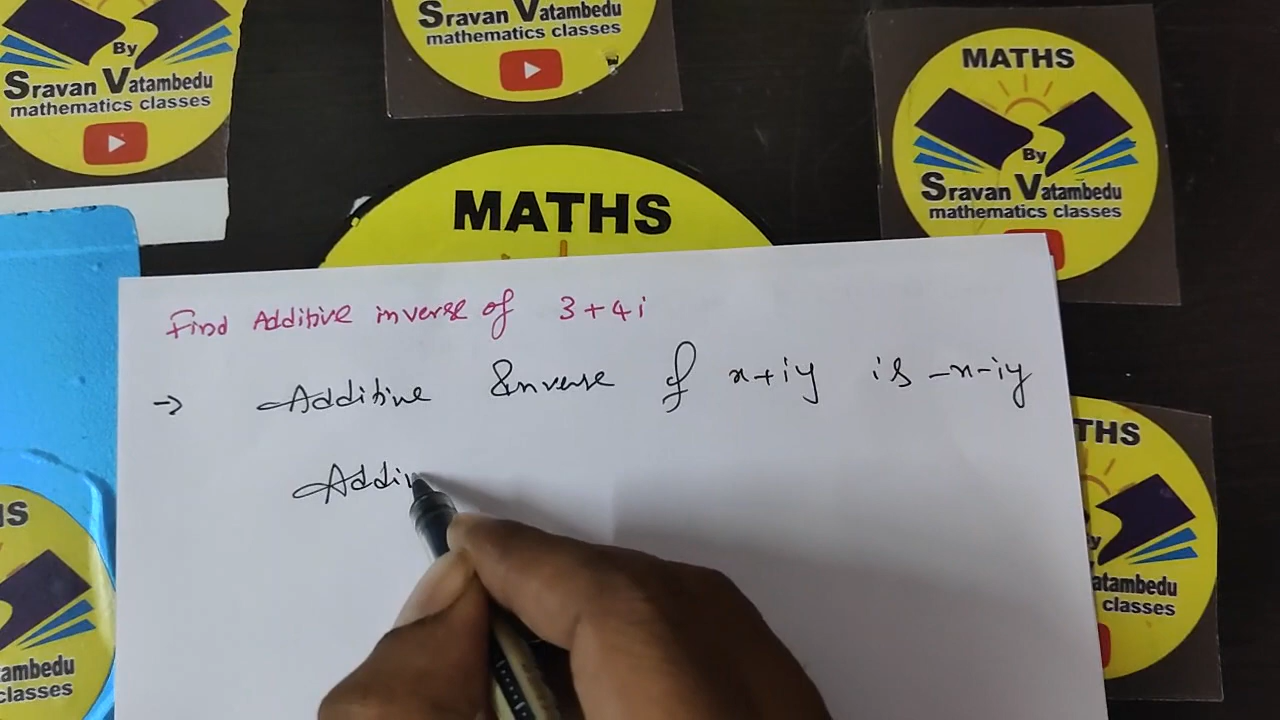 By
Sravan Vatambedu
mathematics classes
Sravan Vatambedu
mathematics classes
MATHS
By
Sravan Vatambedu
mathematics classes
MATHS
Find Additive inverse of 3+4i
→ Additive Inverse of x+iy is -x-iy
Addi
THS
atambedu
classes
IS
ambedu
classes